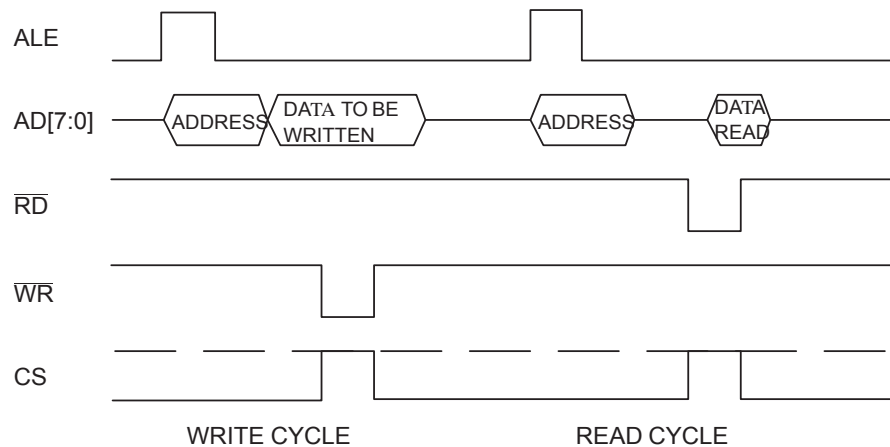 ALE
AD[7:0]
ADDRESS
DATA TO BE
WRITTEN
ADDRESS
DATA
READ
RD
WR
CS
WRITE CYCLE
READ CYCLE